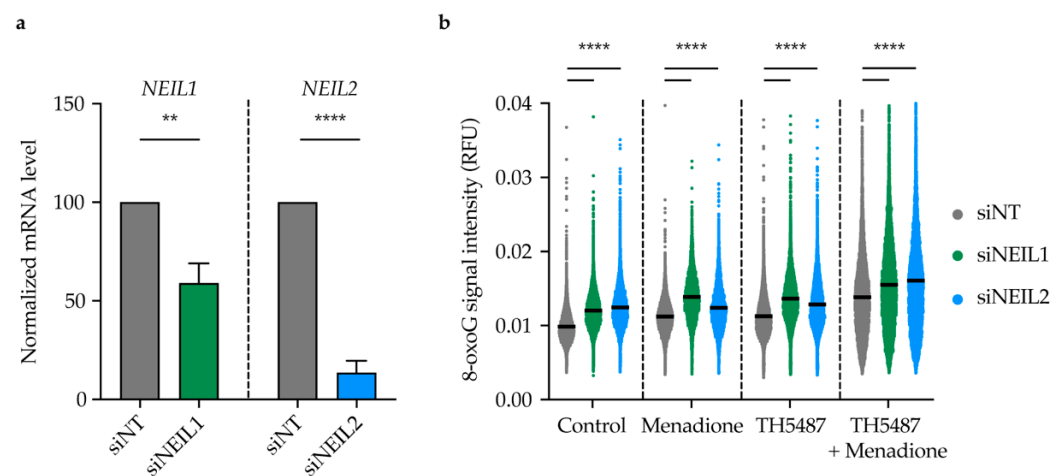 a
NEIL1
NEIL2
**
****
Normalized mRNA level
150
100
50
0
siNT
siNEIL1
siNT
siNEIL2
b
**** **** **** ****
8-oxoG signal intensity (RFU)
0.04
0.03
0.02
0.01
0.00
Control
Menadione
TH5487
TH5487
+ Menadione
siNT
siNEIL1
siNEIL2